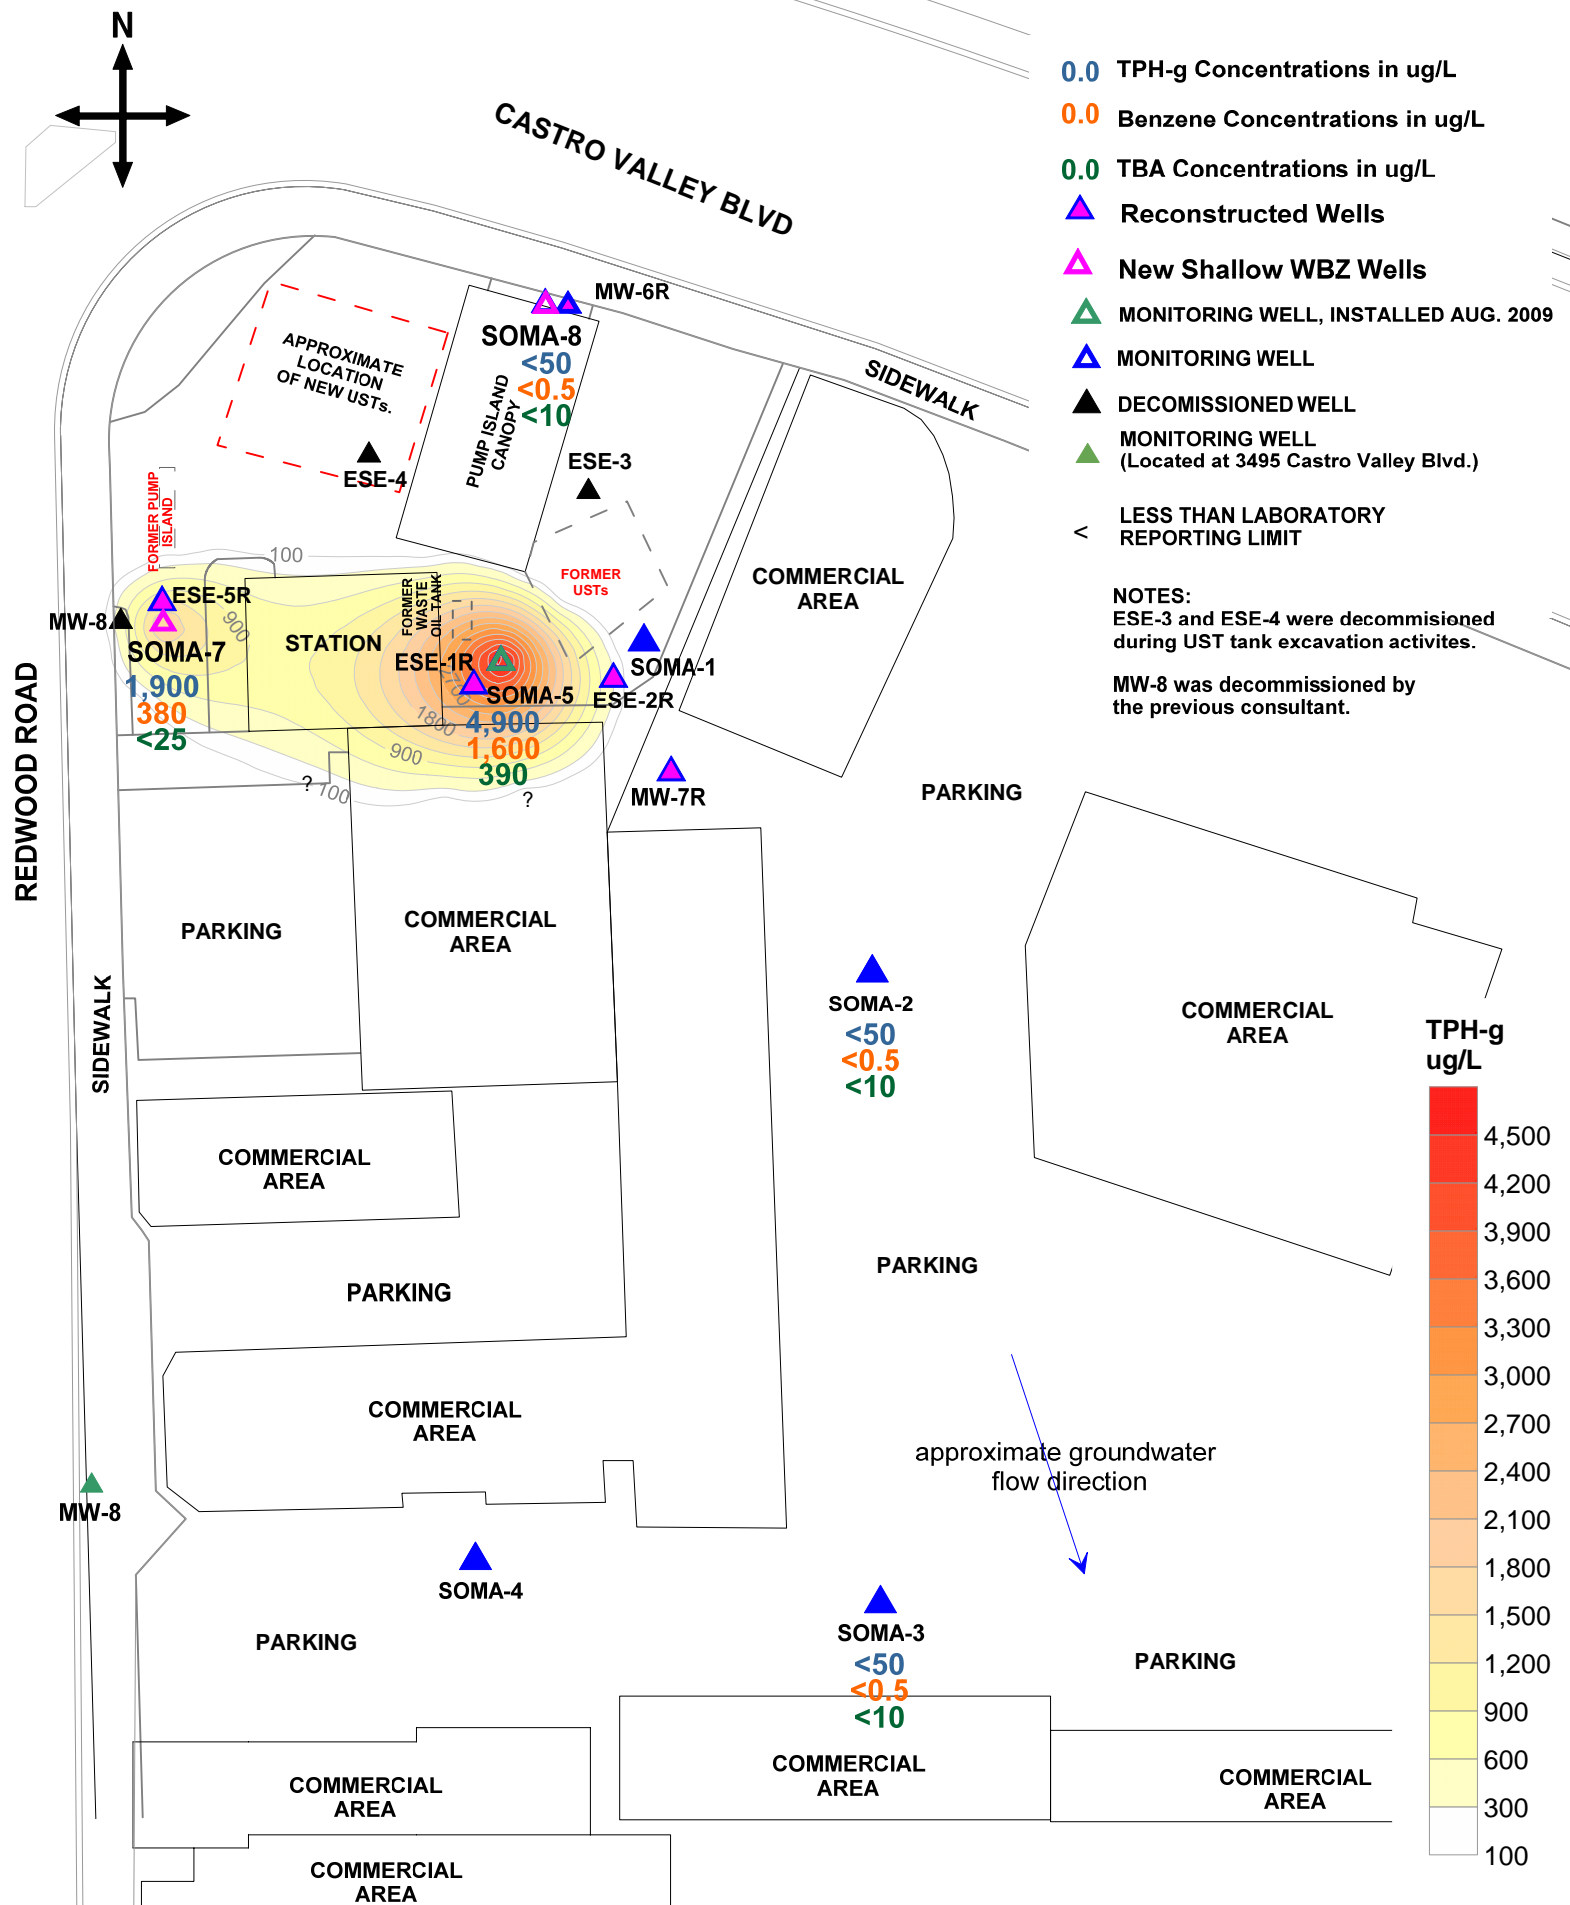 N
CASTRO VALLEY BLVD
0.0 TPH-g Concentrations in ug/L
0.0 Benzene Concentrations in ug/L
0.0 TBA Concentrations in ug/L
Reconstructed Wells
New Shallow WBZ Wells
MONITORING WELL, INSTALLED AUG. 2009
MONITORING WELL
DECOMISSIONED WELL
MONITORING WELL
(Located at 3495 Castro Valley Blvd.)
< LESS THAN LABORATORY
REPORTING LIMIT
NOTES:
ESE-3 and ESE-4 were decommisioned
during UST tank excavation activites.
MW-8 was decommissioned by
the previous consultant.
MW-6R
SOMA-8
<50
<0.5
<10
APPROXIMATE
LOCATION
OF NEW USTs.
PUMP ISLAND
CANOPY
SIDEWALK
ESE-4
ESE-3
FORMER PUMP
ISLAND
100
FORMER
USTs
COMMERCIAL
AREA
FORMER
WASTE
OIL TANK
ESE-5R
MW-8
900
STATION
SOMA-7
1,900
380
<25
ESE-1R
2700
SOMA-5
4,900
1,600
390
SOMA-1
ESE-2R
1800
900
?
100
?
MW-7R
PARKING
REDWOOD ROAD
PARKING
COMMERCIAL
AREA
SIDEWALK
SOMA-2
<50
<0.5
<10
COMMERCIAL
AREA
COMMERCIAL
AREA
PARKING
PARKING
COMMERCIAL
AREA
approximate groundwater
flow direction
MW-8
SOMA-4
PARKING
SOMA-3
<50
<0.5
<10
PARKING
COMMERCIAL
AREA
COMMERCIAL
AREA
COMMERCIAL
AREA
COMMERCIAL
AREA
TPH-g
ug/L
4,500
4,200
3,900
3,600
3,300
3,000
2,700
2,400
2,100
1,800
1,500
1,200
900
600
300
100